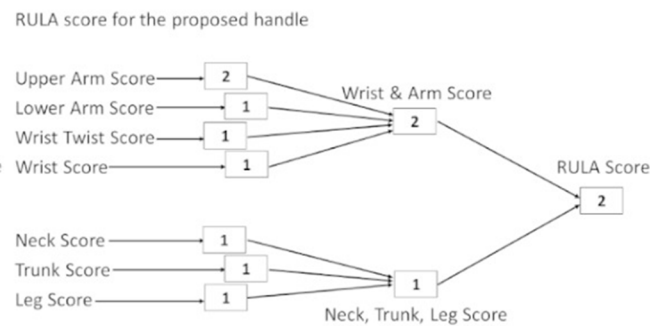 RULA score for the proposed handle
Upper Arm Score 2
Lower Arm Score 1
Wrist Twist Score 1
Wrist Score 1
Wrist & Arm Score
2
RULA Score
2
Neck Score 1
Trunk Score 1
Leg Score 1
1
Neck, Trunk, Leg Score